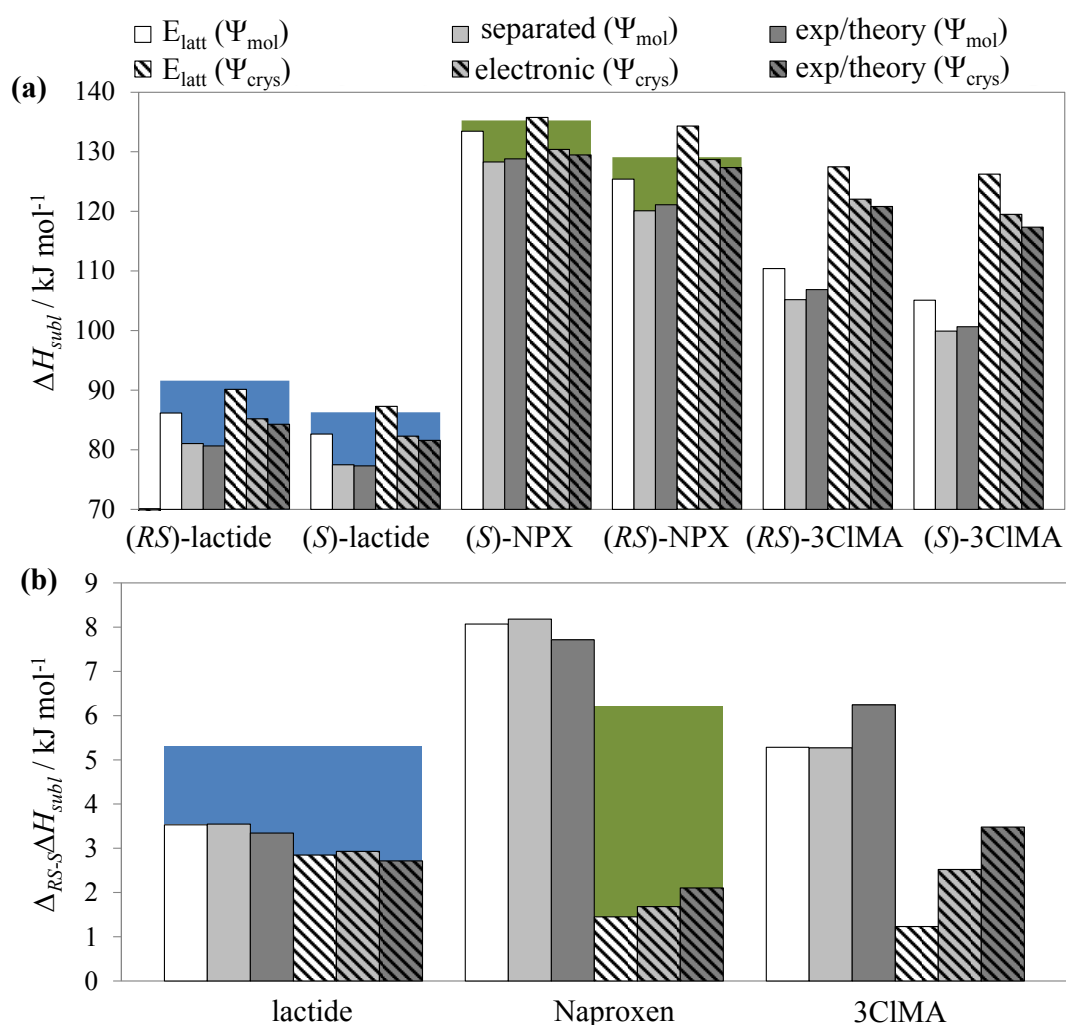 E_latt (Ψ_mol) separated (Ψ_mol) exp/theory (Ψ_mol)
E_latt (Ψ_crys) electronic (Ψ_crys) exp/theory (Ψ_crys)
(a)
140
130
120
110
100
90
80
70
ΔH_subl / kJ mol⁻¹
(RS)-lactide (S)-lactide (S)-NPX (RS)-NPX (RS)-3ClMA (S)-3ClMA
(b)
9
8
7
6
5
4
3
2
1
0
Δ_RS-S ΔH_subl / kJ mol⁻¹
lactide Naproxen 3ClMA